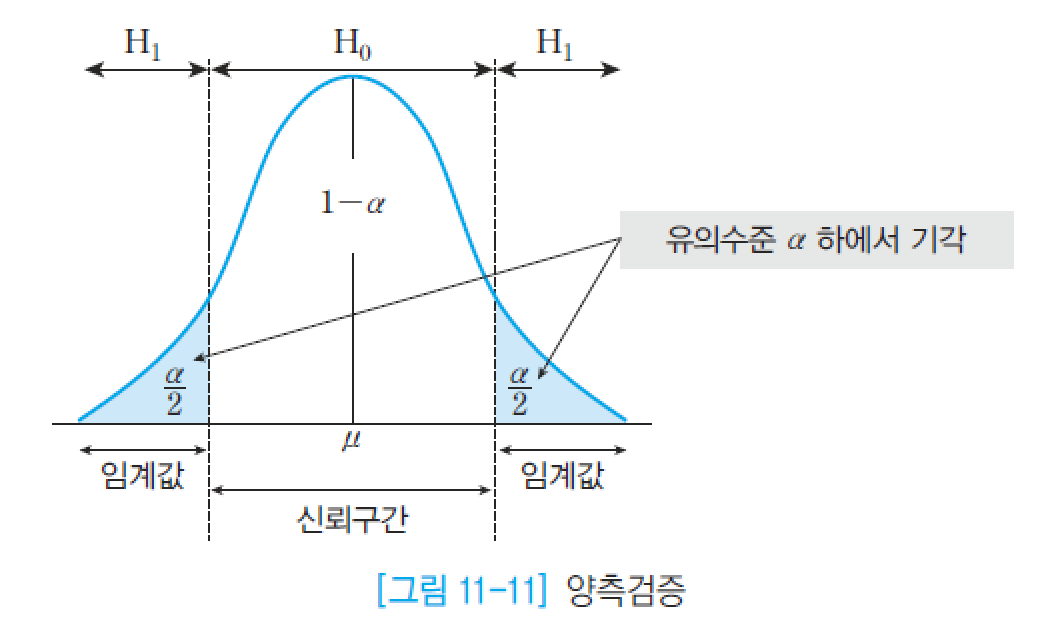 H₁ H₀ H₁
1−α
유의수준 α 하에서 기각
α/2 α/2
μ
임계값 임계값
신뢰구간
[그림 11-11] 양측검증